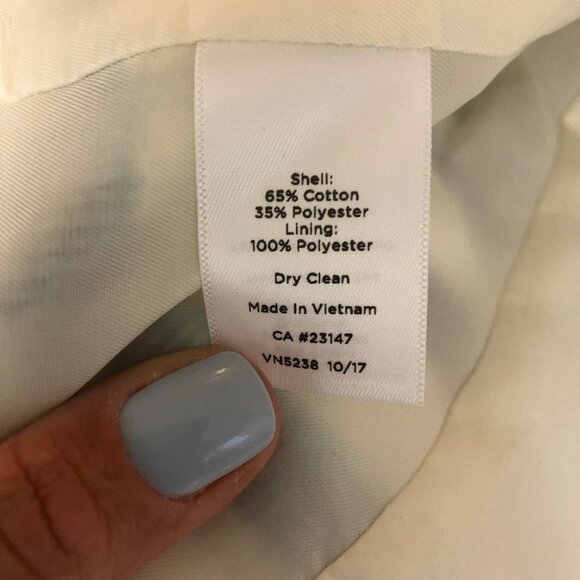 Shell:
65% Cotton
35% Polyester
Lining:
100% Polyester
Dry Clean
Made In Vietnam
CA #23147
VN5238 10/17